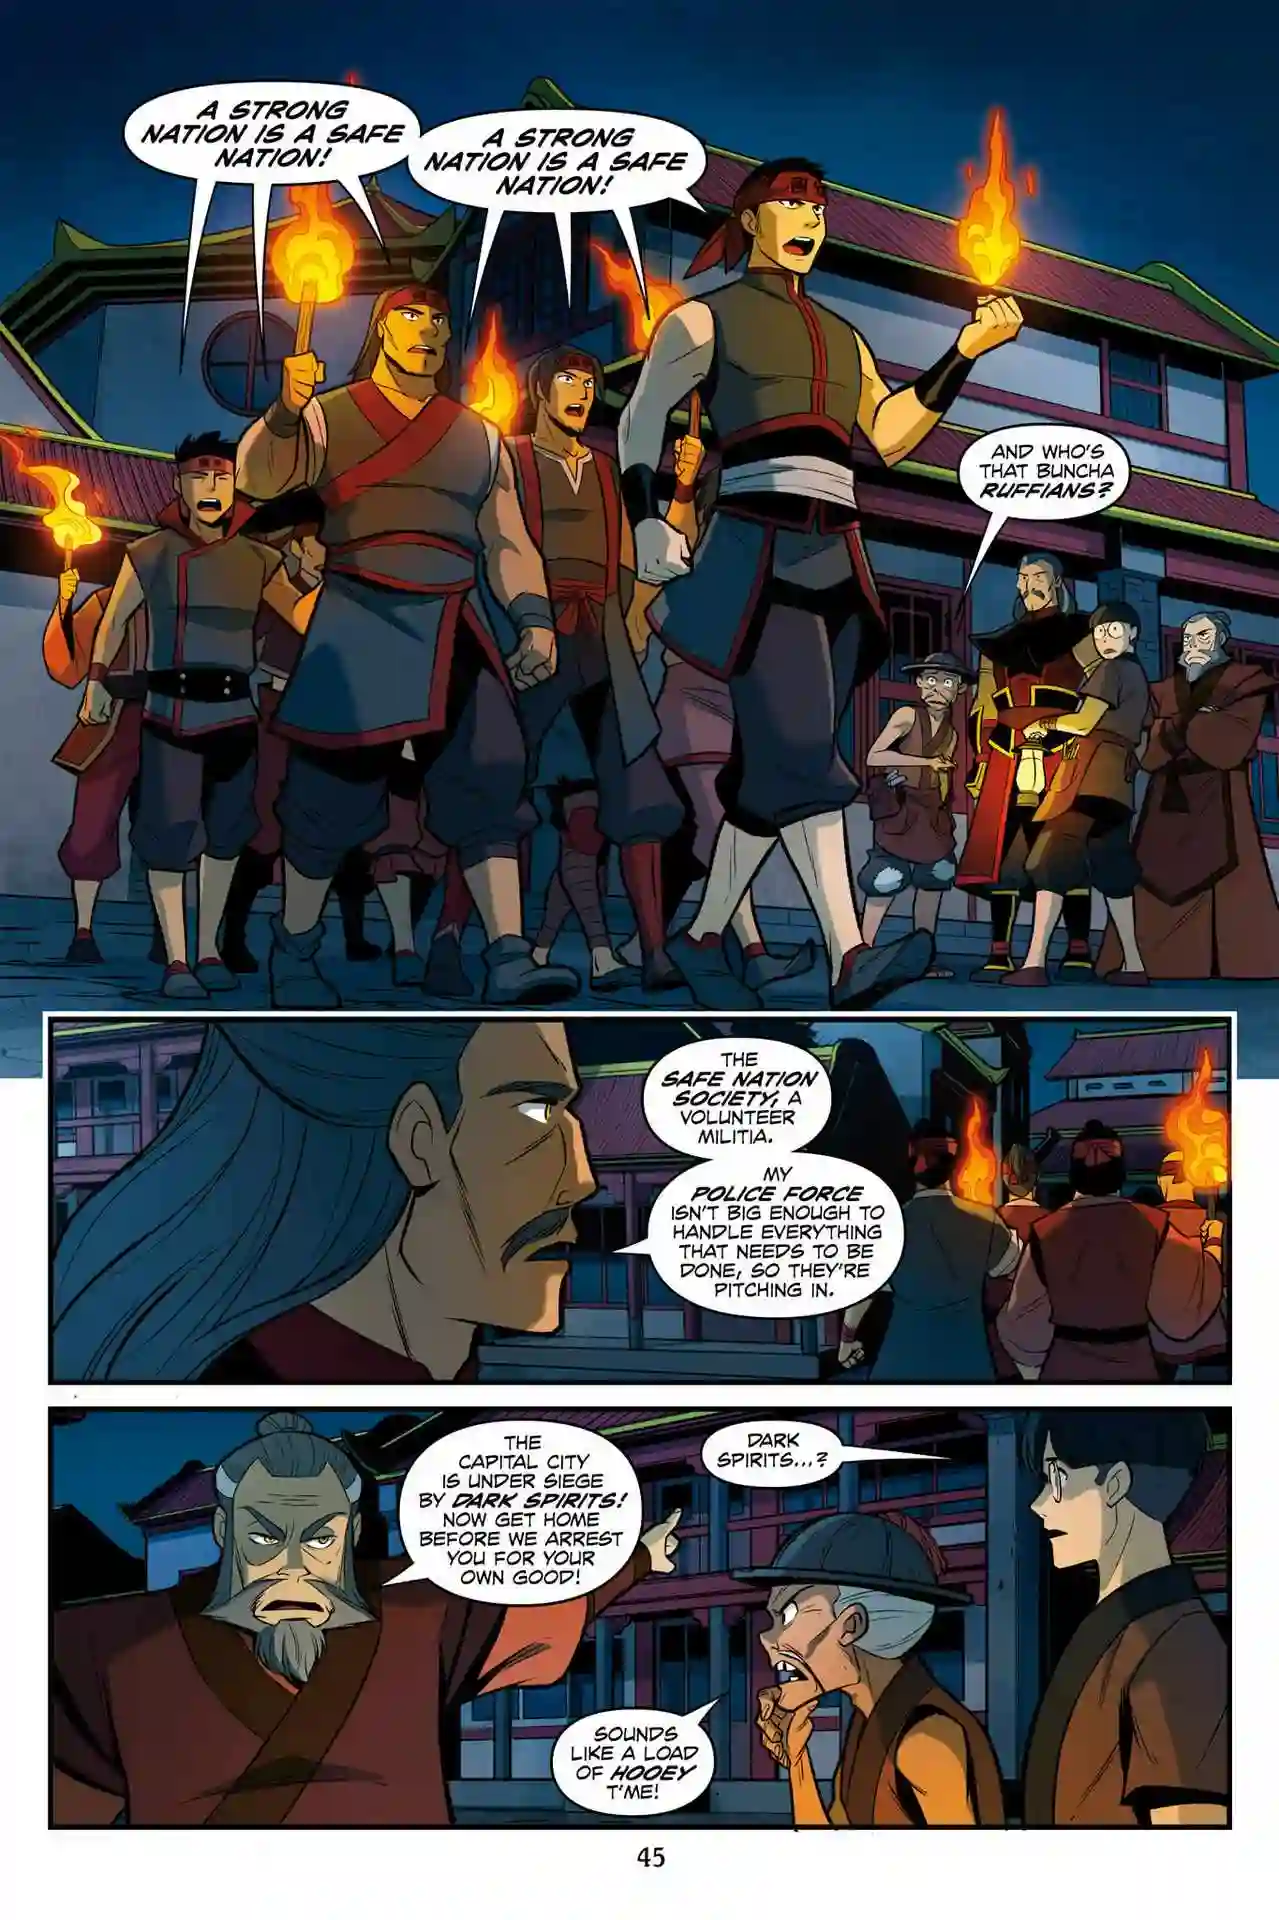 A STRONG
NATION IS A SAFE
NATION!
A STRONG
NATION IS A SAFE
NATION!
AND WHO'S
THAT BUNCHA
RUFFIANS?
THE
SAFE NATION
SOCIETY, A
VOLUNTEER
MILITIA.
MY
POLICE FORCE
ISN'T BIG ENOUGH TO
HANDLE EVERYTHING
THAT NEEDS TO BE
DONE, SO THEY'RE
PITCHING IN.
THE
CAPITAL CITY
IS UNDER SIEGE
BY DARK SPIRITS!
NOW GET HOME
BEFORE WE ARREST
YOU FOR YOUR
OWN GOOD!
DARK
SPIRITS...?
SOUNDS
LIKE A LOAD
OF HOOEY
T'ME!
45